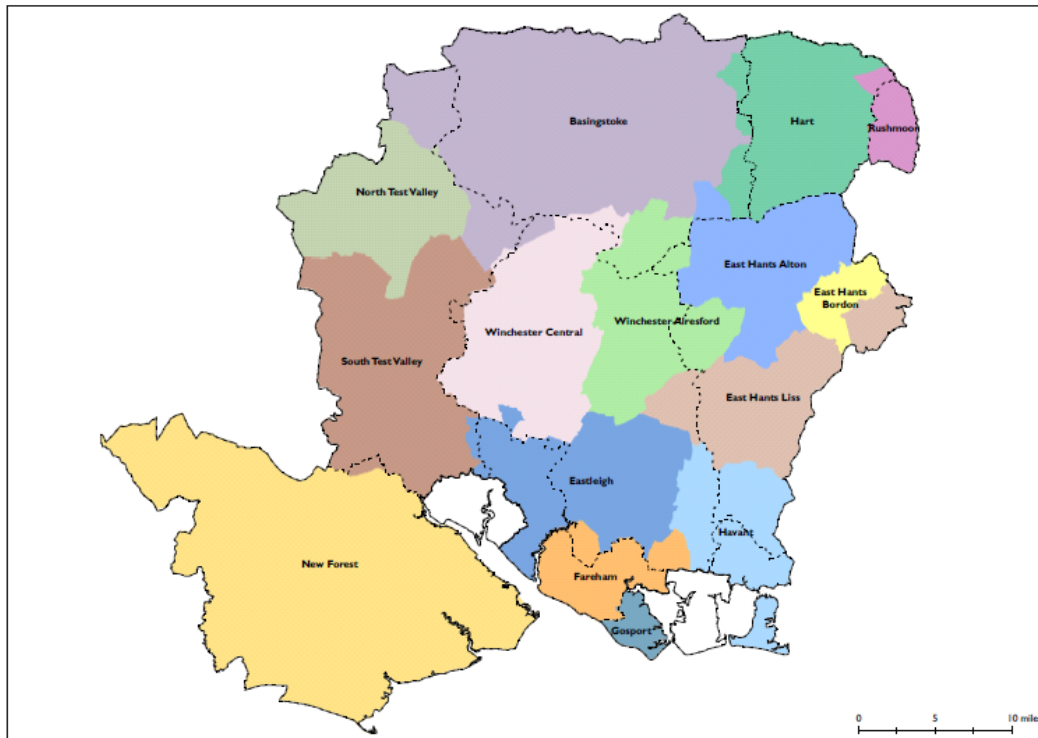 Basingstoke
Hart
Rushmoor
North Test Valley
East Hants Alton
East Hants
Bordon
Winchester Alresford
Winchester Central
South Test Valley
East Hants Liss
Eastleigh
Havant
New Forest
Fareham
Gosport
0 5 10 mile